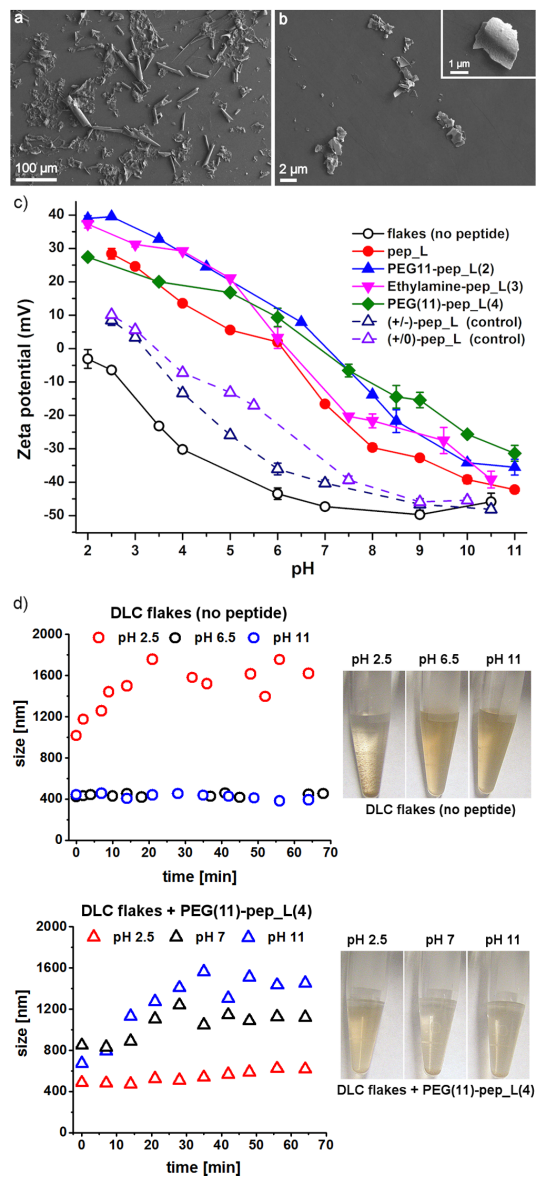 a
b
1 µm
100 µm
2 µm
c)
Zeta potential (mV)
40
30
20
10
0
-10
-20
-30
-40
-50
flakes (no peptide)
pep_L
PEG11-pep_L(2)
Ethylamine-pep_L(3)
PEG(11)-pep_L(4)
(+/-)-pep_L (control)
(+/0)-pep_L (control)
2 3 4 5 6 7 8 9 10 11
pH
d)
DLC flakes (no peptide)
pH 2.5 pH 6.5 pH 11
size [nm]
2000
1600
1200
800
400
0
0 10 20 30 40 50 60 70
time [min]
pH 2.5 pH 6.5 pH 11
DLC flakes (no peptide)
DLC flakes + PEG(11)-pep_L(4)
pH 2.5 pH 7 pH 11
size [nm]
2000
1600
1200
800
400
0
0 10 20 30 40 50 60 70
time [min]
pH 2.5 pH 7 pH 11
DLC flakes + PEG(11)-pep_L(4)